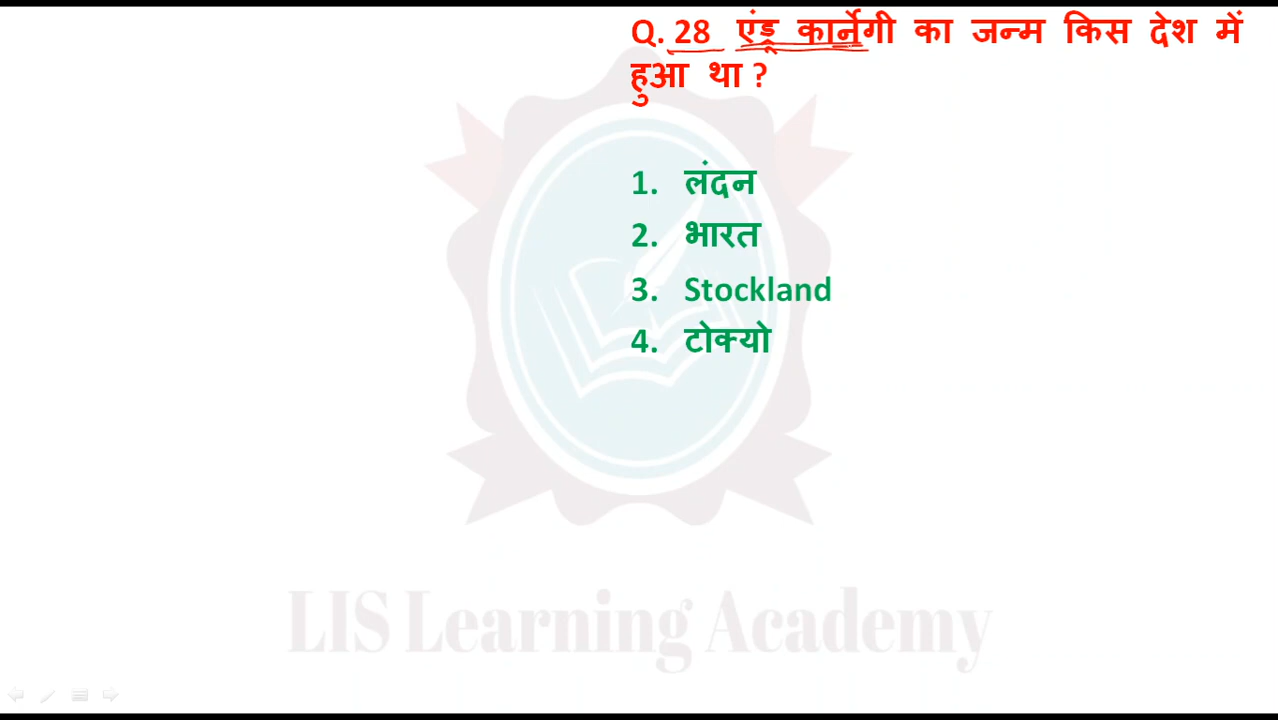 Q. 28 एंड्रू कार्नेगी का जन्म किस देश में
हुआ था ?
1. लंदन
2. भारत
3. Stockland
4. टोक्यो
LIS Learning Academy